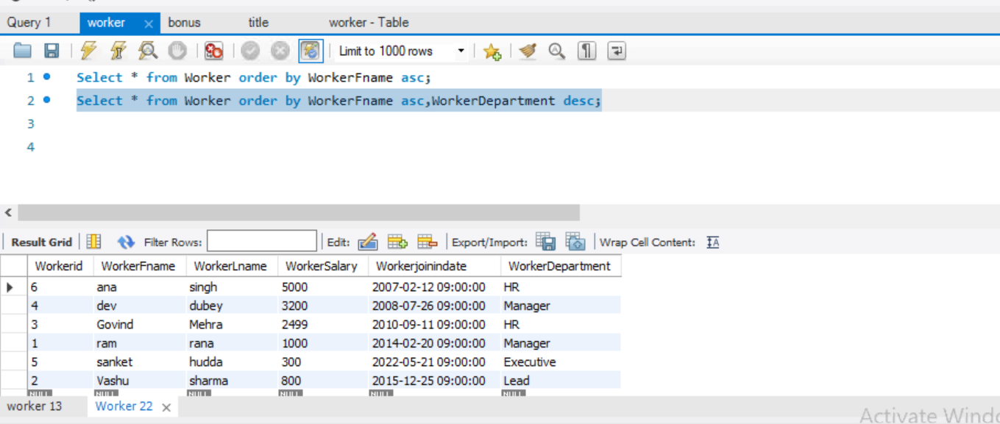 Query 1 worker bonus title worker - Table
Limit to 1000 rows
1 Select * from Worker order by WorkerFname asc;
2 Select * from Worker order by WorkerFname asc,WorkerDepartment desc;
3
4
Result Grid Filter Rows: Edit: Export/Import: Wrap Cell Content:
Workerid WorkerFname WorkerLname WorkerSalary Workerjoinindate WorkerDepartment
6 ana singh 5000 2007-02-12 09:00:00 HR
4 dev dubey 3200 2008-07-26 09:00:00 Manager
3 Govind Mehra 2499 2010-09-11 09:00:00 HR
1 ram rana 1000 2014-02-20 09:00:00 Manager
5 sanket hudda 300 2022-05-21 09:00:00 Executive
2 Vashu sharma 800 2015-12-25 09:00:00 Lead
NULL NULL NULL NULL NULL NULL
worker 13 Worker 22
Activate Windo